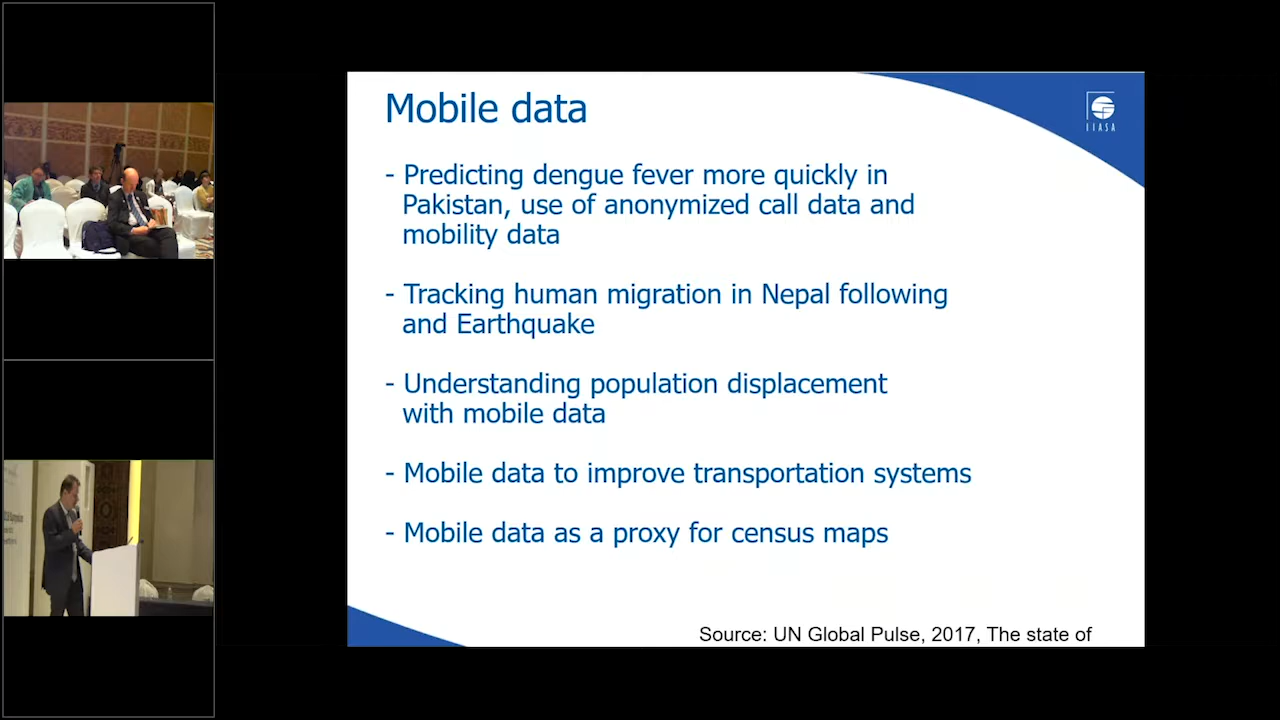 Mobile data
IIASA
- Predicting dengue fever more quickly in
Pakistan, use of anonymized call data and
mobility data
- Tracking human migration in Nepal following
and Earthquake
- Understanding population displacement
with mobile data
- Mobile data to improve transportation systems
- Mobile data as a proxy for census maps
Source: UN Global Pulse, 2017, The state of